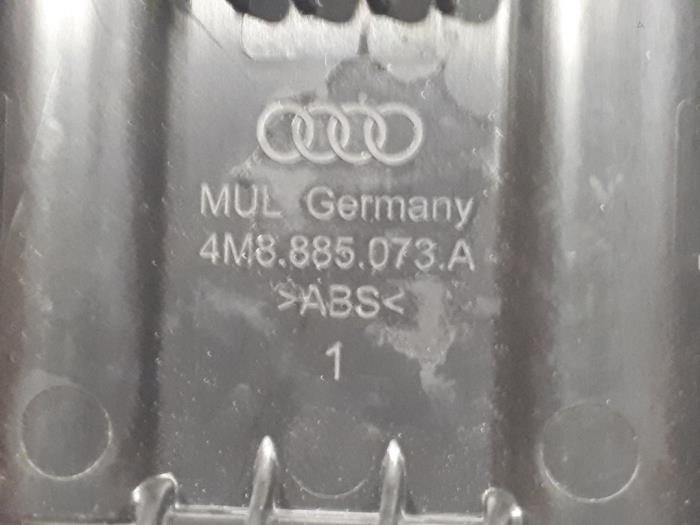 MUL Germany
4M8.885.073.A
>ABS<
1